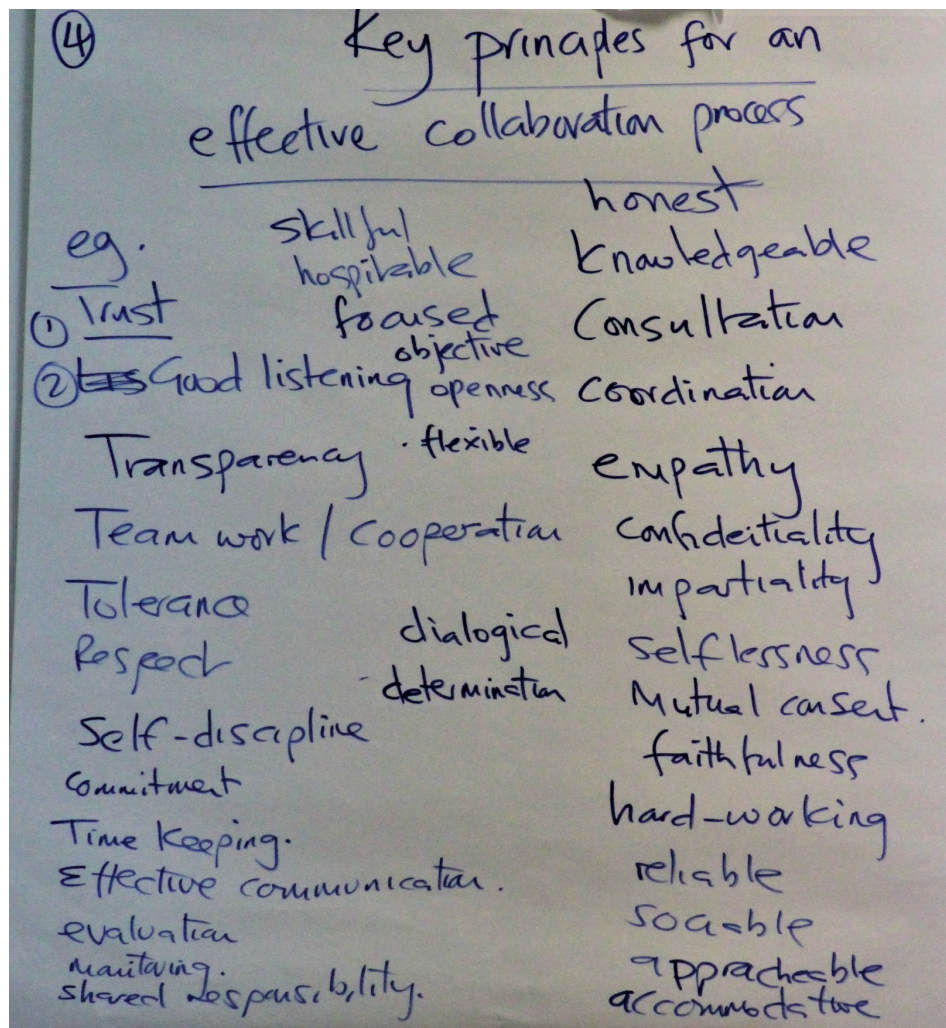 ④ Key principles for an
effective collaboration process
eg.
① Trust
② Good listening
Transparency
Team work / Cooperation
Tolerance
Respect
Self-discipline
Commitment
Time Keeping.
Effective communication.
evaluation
monitoring.
shared responsibility.
skillful
hospitable
focused
objective
openness
. flexible
dialogical
- determination
honest
Knowledgeable
Consultation
Coordination
empathy
Confideitiality
impartiality
Selflessness
Mutual consent.
faithfulness
hard-working
reliable
sociable
appracheable
accommodative